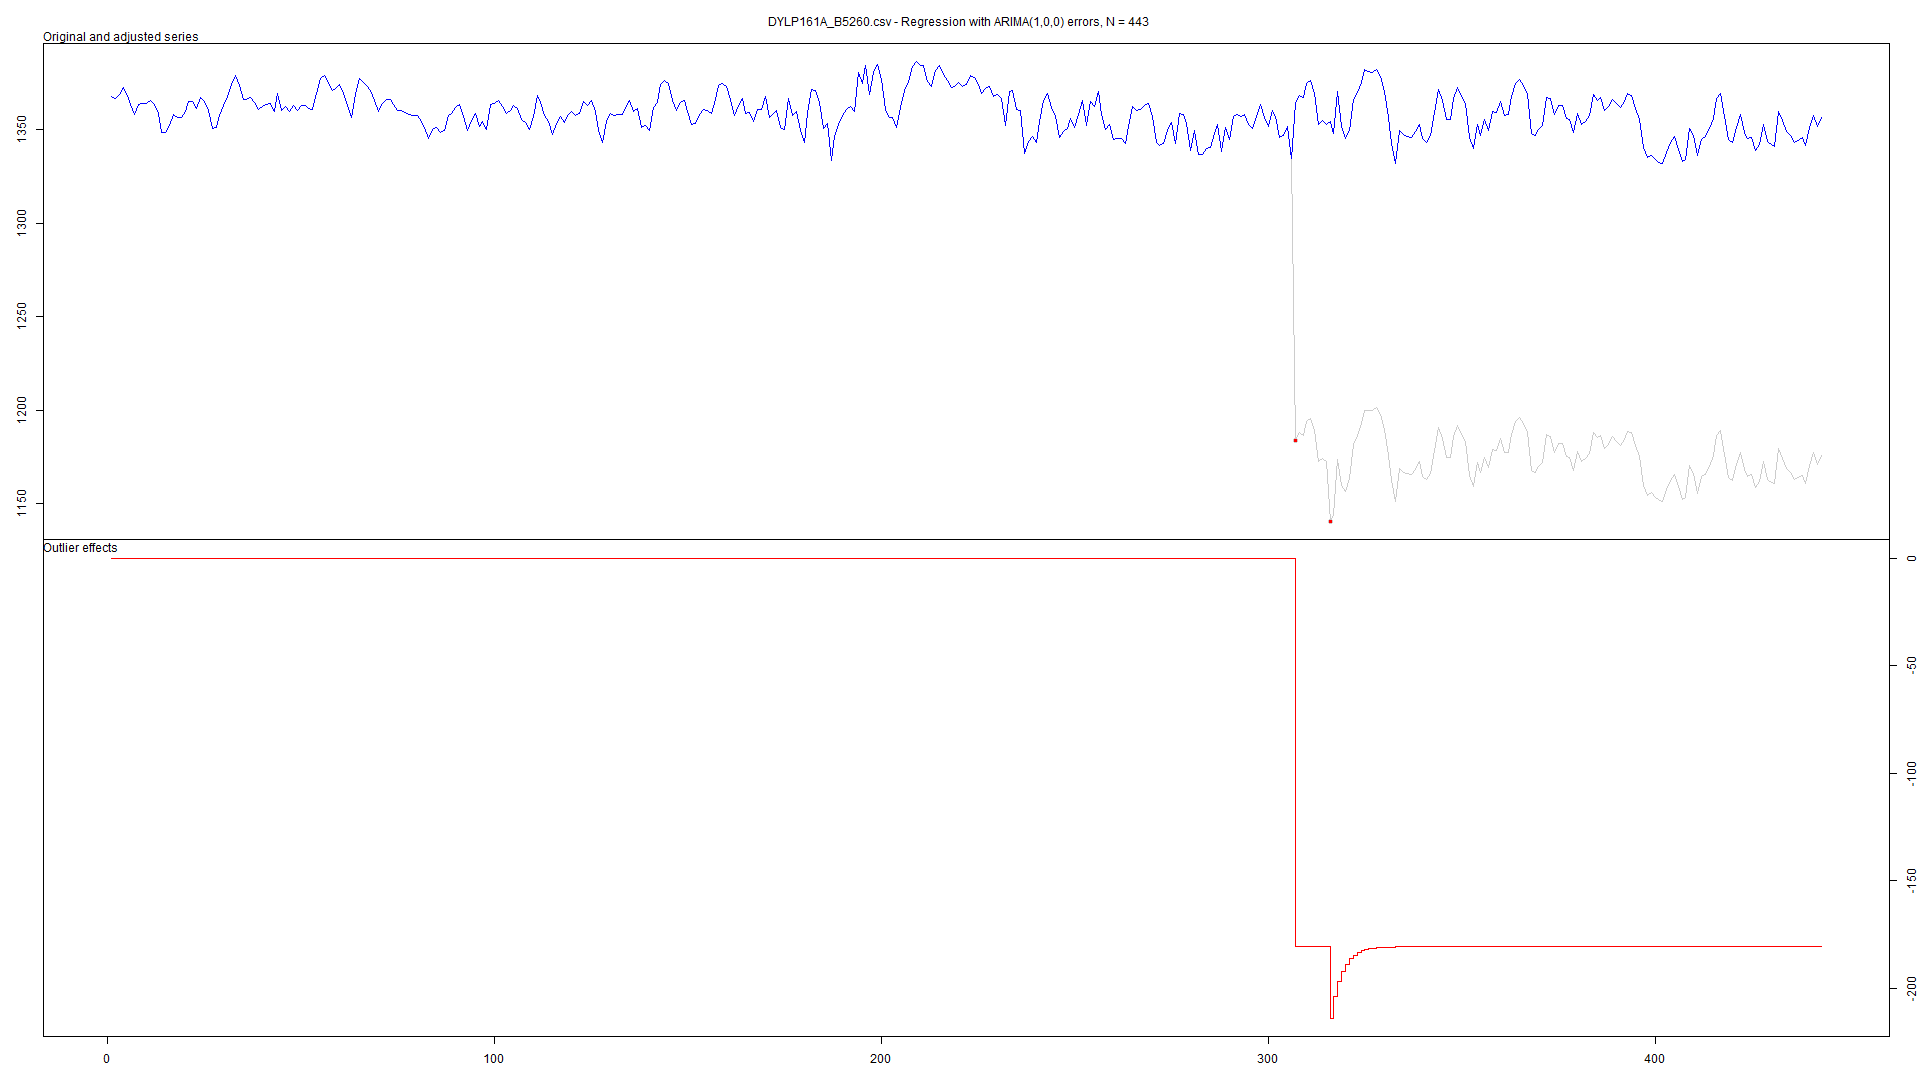 DYLP161A_B5260.csv - Regression with ARIMA(1,0,0) errors, N = 443
Original and adjusted series
1350
1300
1250
1200
1150
Outlier effects
0
-50
-100
-150
-200
0 100 200 300 400